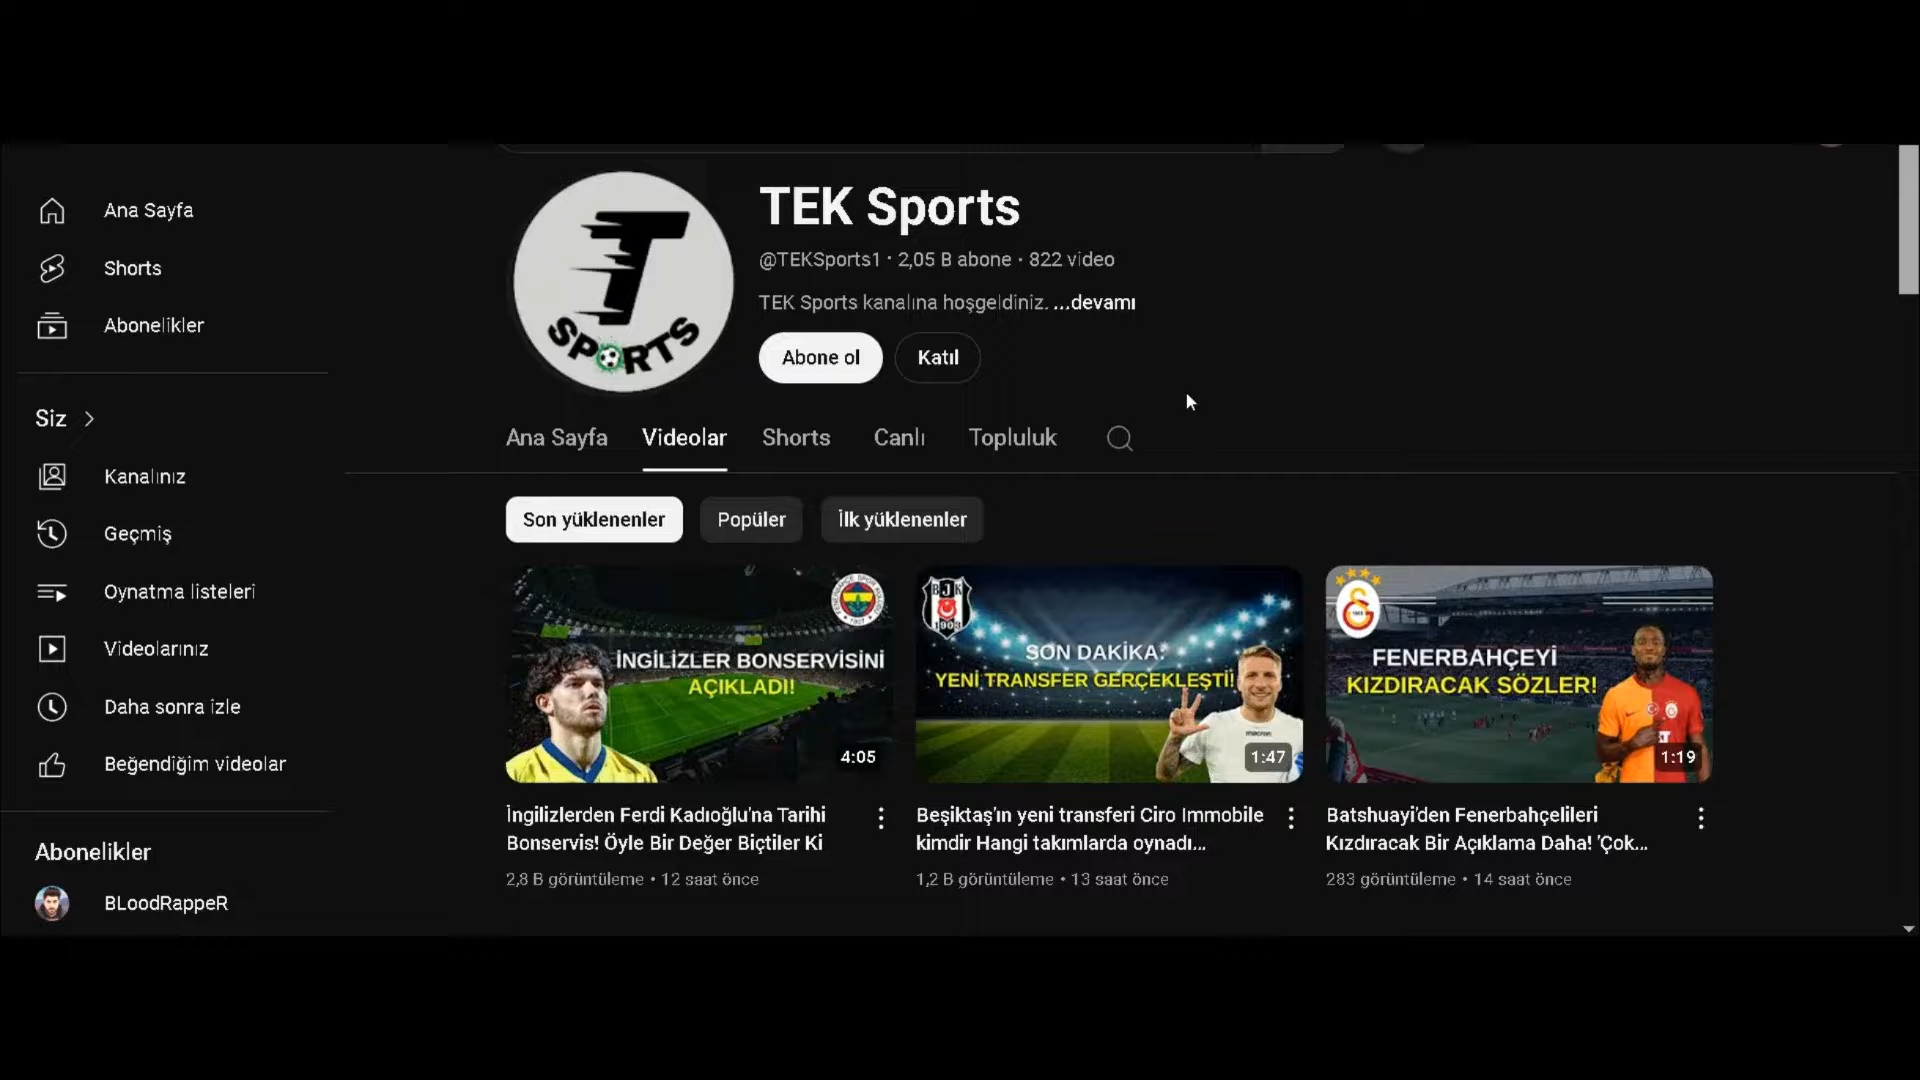 Ana Sayfa
Shorts
Abonelikler
Siz
Kanalınız
Geçmiş
Oynatma listeleri
Videolarınız
Daha sonra izle
Beğendiğim videolar
Abonelikler
BLoodRappeR
T
SPORTS
TEK Sports
@TEKSports1 • 2,05 B abone • 822 video
TEK Sports kanalına hoşgeldiniz. ...devamı
Abone ol
Katıl
Ana Sayfa
Videolar
Shorts
Canlı
Topluluk
Son yüklenenler
Popüler
İlk yüklenenler
İNGİLİZLER BONSERVİSİNİ
AÇIKLADI!
4:05
İngilizlerden Ferdi Kadıoğlu'na Tarihi
Bonservis! Öyle Bir Değer Biçtiler Ki
2,8 B görüntüleme • 12 saat önce
BJK
1903
SON DAKİKA:
YENİ TRANSFER GERÇEKLEŞTİ!
macron
1:47
Beşiktaş'ın yeni transferi Ciro Immobile
kimdir Hangi takımlarda oynadı...
1,2 B görüntüleme • 13 saat önce
FENERBAHÇEYİ
KIZDIRACAK SÖZLER!
1:19
Batshuayi'den Fenerbahçelileri
Kızdıracak Bir Açıklama Daha! 'Çok...
283 görüntüleme • 14 saat önce